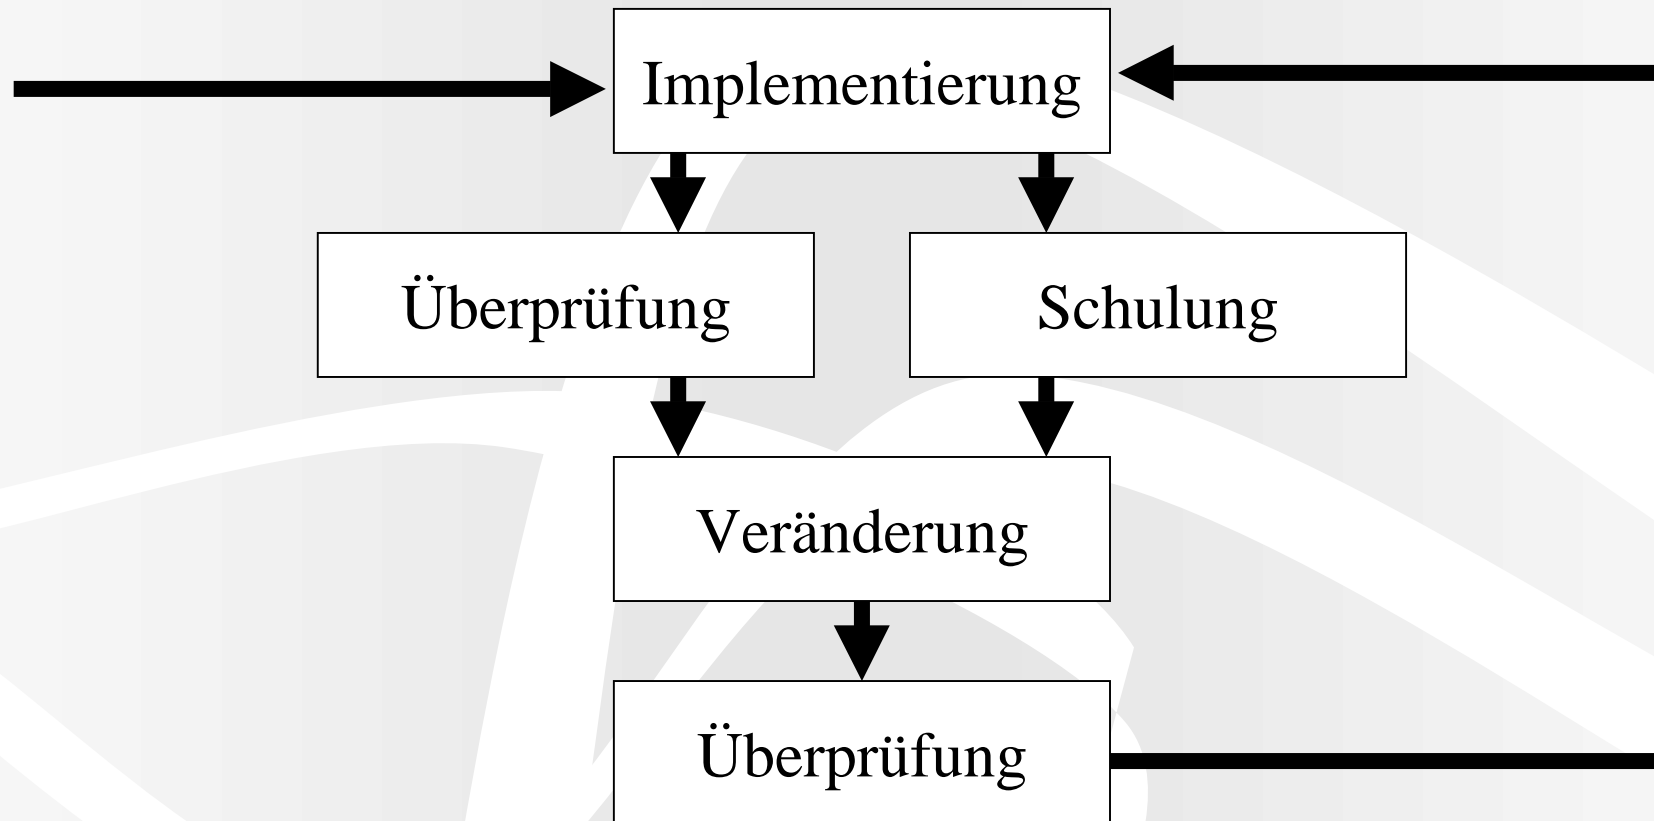 Implementierung
Überprüfung
Schulung
Veränderung
Überprüfung